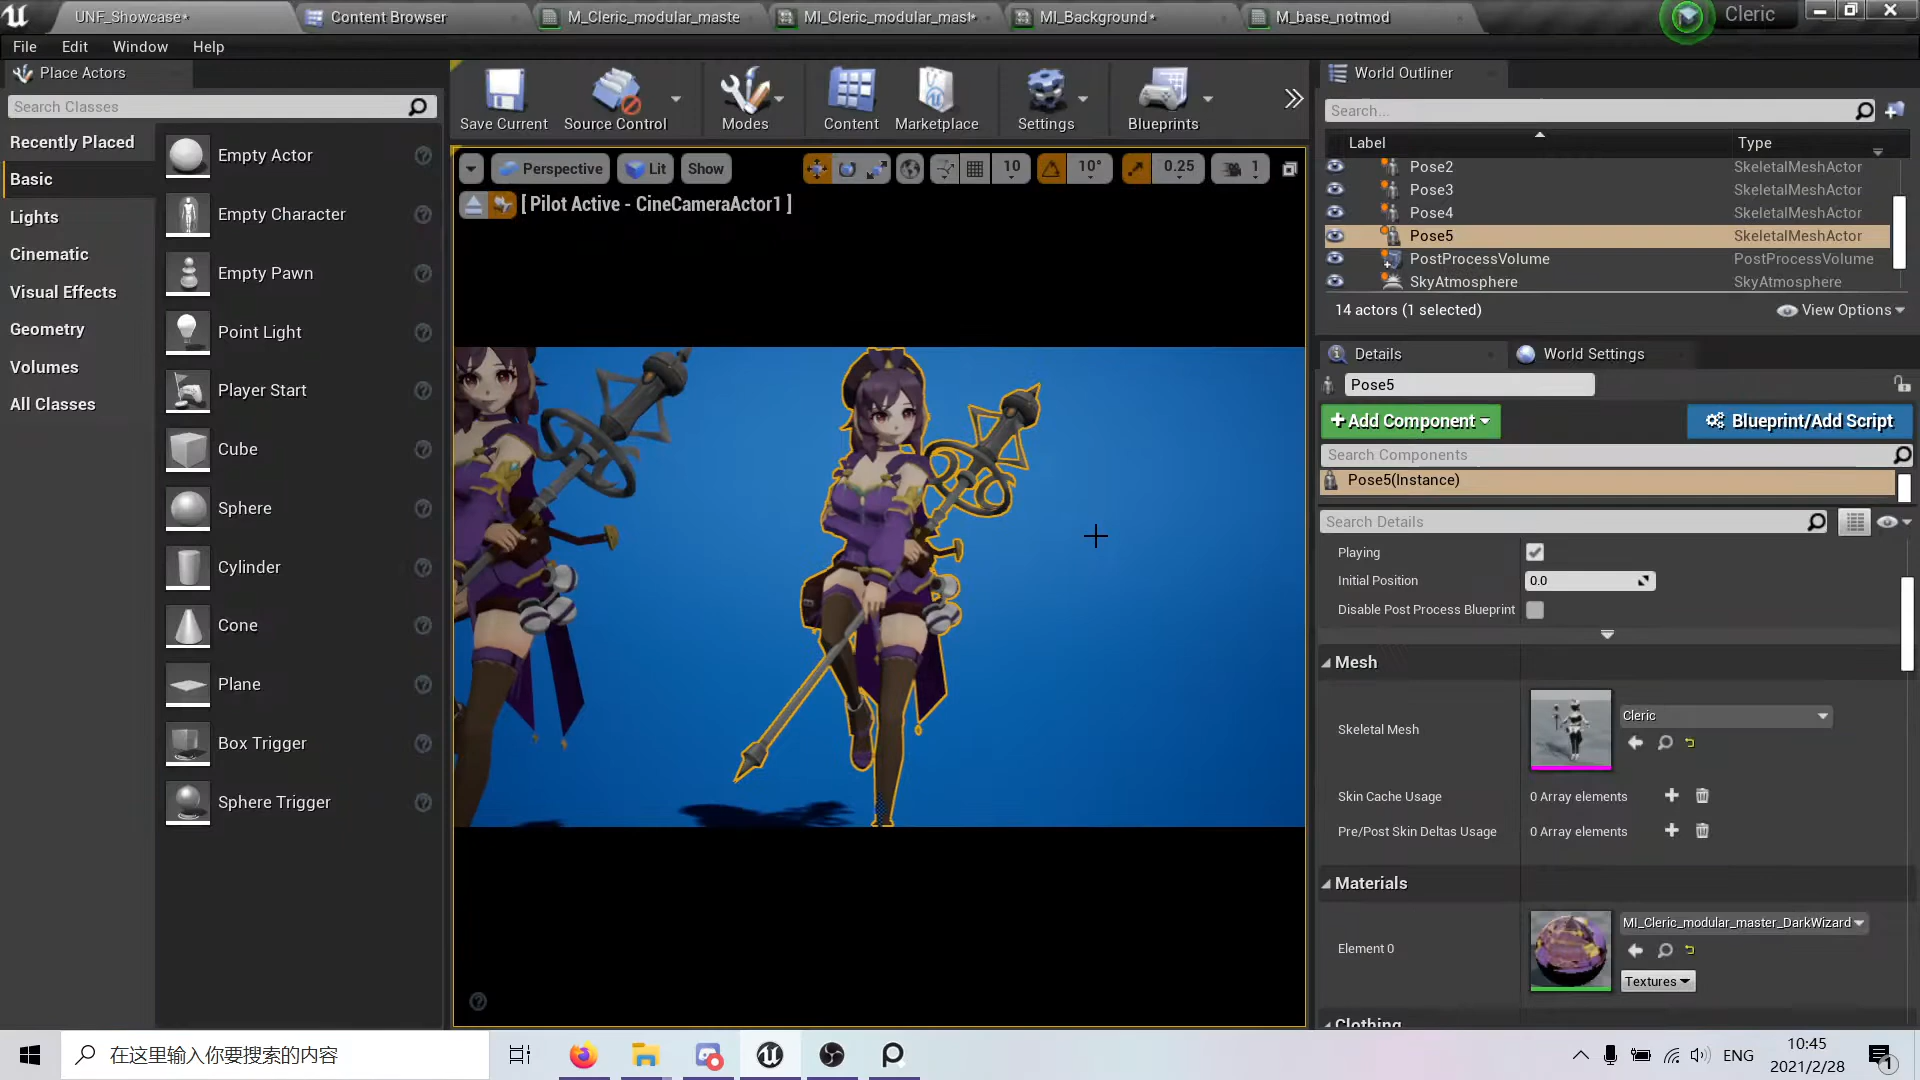 UNF_Showcase*
Content Browser
M_Cleric_modular_maste
MI_Cleric_modular_mast*
MI_Background*
M_base_notmod
Cleric
File Edit Window Help
Place Actors
Search Classes
Recently Placed
Basic
Lights
Cinematic
Visual Effects
Geometry
Volumes
All Classes
Empty Actor
Empty Character
Empty Pawn
Point Light
Player Start
Cube
Sphere
Cylinder
Cone
Plane
Box Trigger
Sphere Trigger
Save Current
Source Control
Modes
Content
Marketplace
Settings
Blueprints
Perspective
Lit
Show
10
10°
0.25
1
[ Pilot Active - CineCameraActor1 ]
World Outliner
Search...
Label Type
Pose2 SkeletalMeshActor
Pose3 SkeletalMeshActor
Pose4 SkeletalMeshActor
Pose5 SkeletalMeshActor
PostProcessVolume PostProcessVolume
SkyAtmosphere SkyAtmosphere
14 actors (1 selected)
View Options
Details
World Settings
Pose5
+Add Component
Blueprint/Add Script
Search Components
Pose5(Instance)
Search Details
Playing
Initial Position 0.0
Disable Post Process Blueprint
Mesh
Skeletal Mesh
Cleric
Skin Cache Usage 0 Array elements
Pre/Post Skin Deltas Usage 0 Array elements
Materials
Element 0
MI_Cleric_modular_master_DarkWizard
Textures
Clothing
在这里输入你要搜索的内容
ENG
10:45
2021/2/28
1